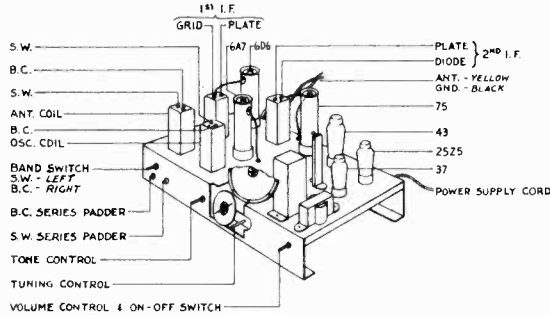 1ST I.F.
GRID PLATE
6A7 6D6
PLATE
DIODE
2ND I.F.
ANT. - YELLOW
GND. - BLACK
75
43
25Z5
37
POWER SUPPLY CORD
S.W.
B.C.
S.W.
ANT. COIL
B.C.
OSC. COIL
BAND SWITCH
S.W. - LEFT
B.C. - RIGHT
B.C. SERIES PADDER
S.W. SERIES PADDER
TONE CONTROL
TUNING CONTROL
VOLUME CONTROL & ON-OFF SWITCH